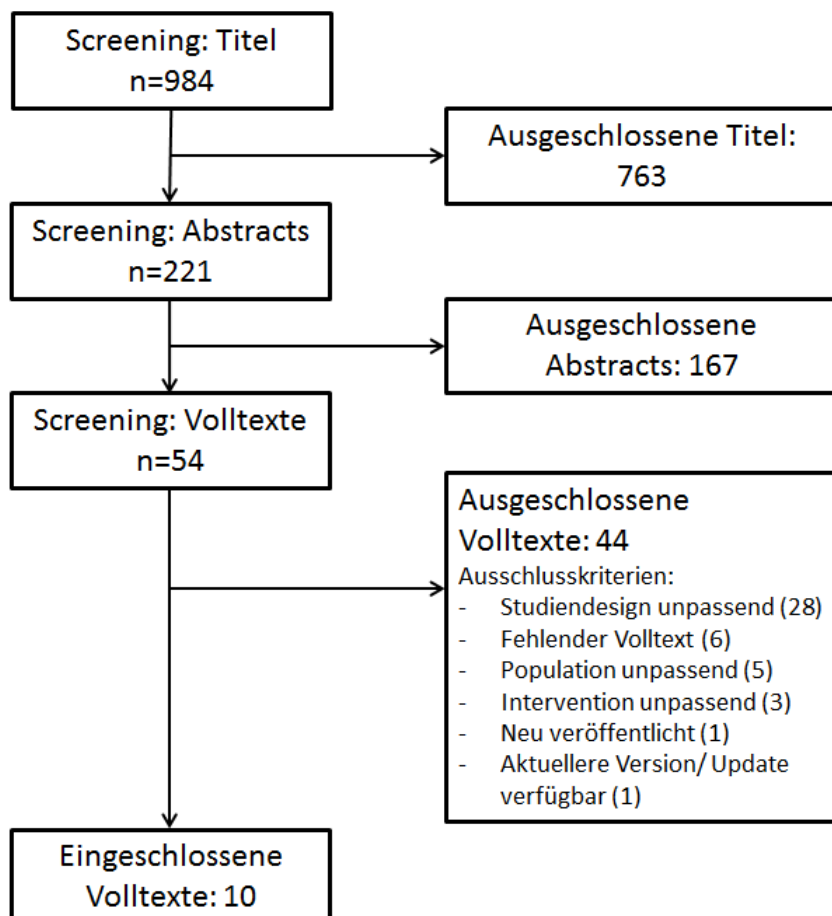 Screening: Titel
n=984
Ausgeschlossene Titel:
763
Screening: Abstracts
n=221
Ausgeschlossene
Abstracts: 167
Screening: Volltexte
n=54
Ausgeschlossene
Volltexte: 44
Ausschlusskriterien:
- Studiendesign unpassend (28)
- Fehlender Volltext (6)
- Population unpassend (5)
- Intervention unpassend (3)
- Neu veröffentlicht (1)
- Aktuellere Version/ Update
verfügbar (1)
Eingeschlossene
Volltexte: 10